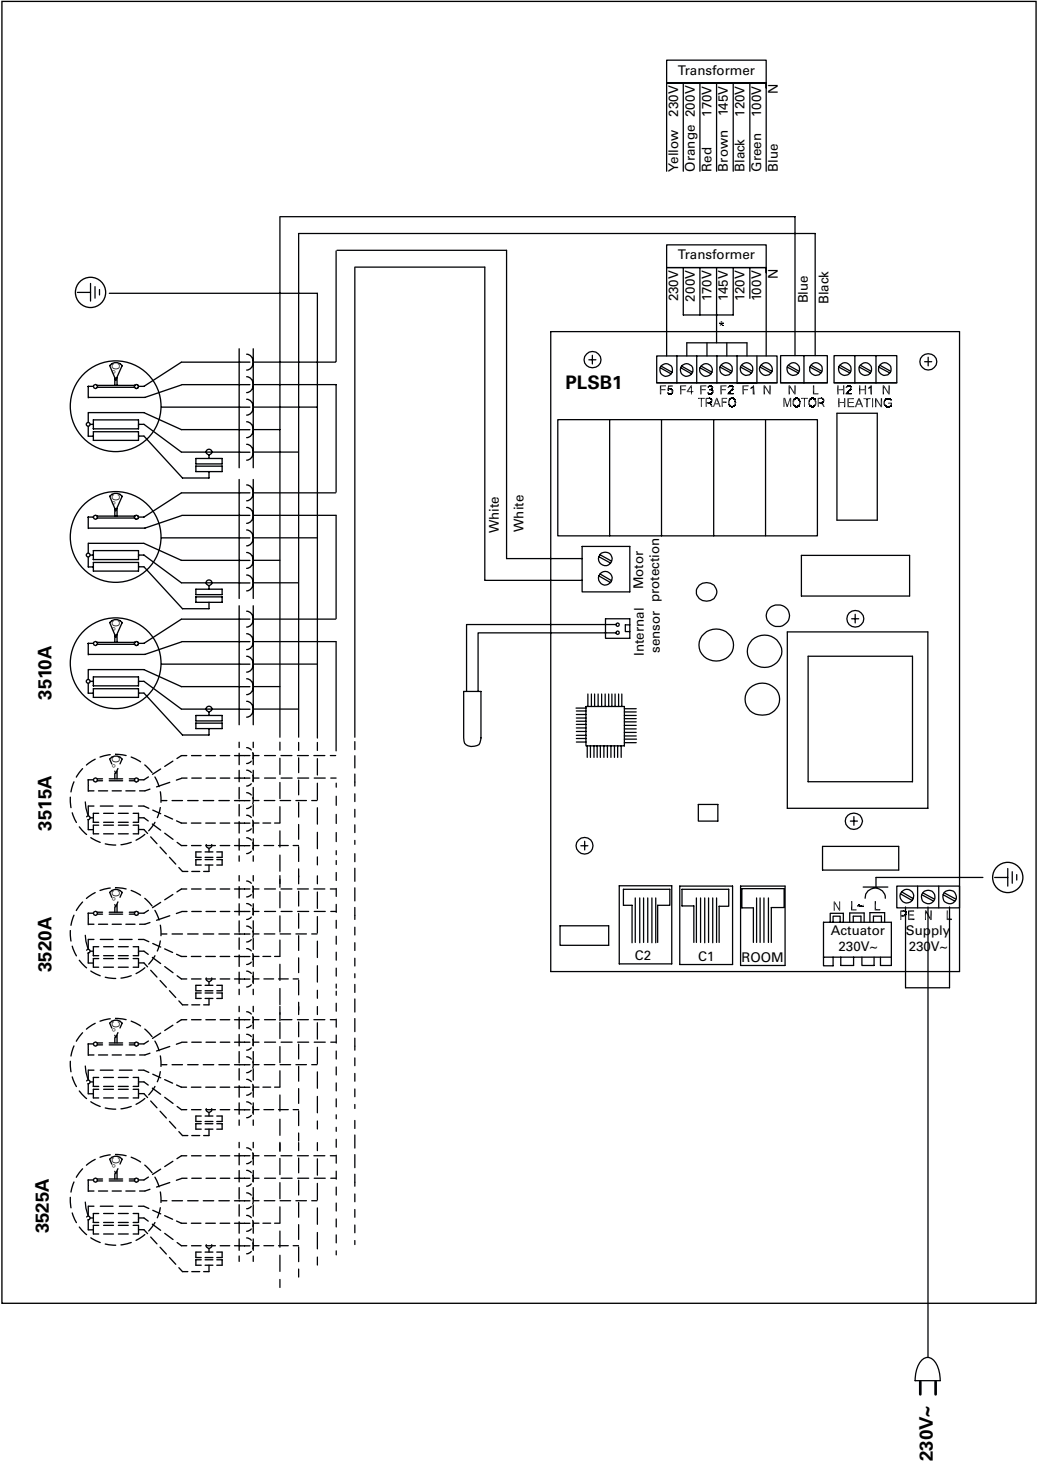 Transformer
Yellow 230V
Orange 200V
Red 170V
Brown 145V
Black 120V
Green 100V
Blue N
Transformer
230V
200V
170V
145V
120V
100V
N
*
Blue
Black
PLSB1
F5 F4 F3 F2 F1 N
TRAFO
N L
MOTOR
H2 H1 N
HEATING
White
White
Motor
protection
Internal
sensor
3510A
3515A
3520A
3525A
C2
C1
ROOM
N L~ L
Actuator
230V~
PE N L
Supply
230V~
230V~